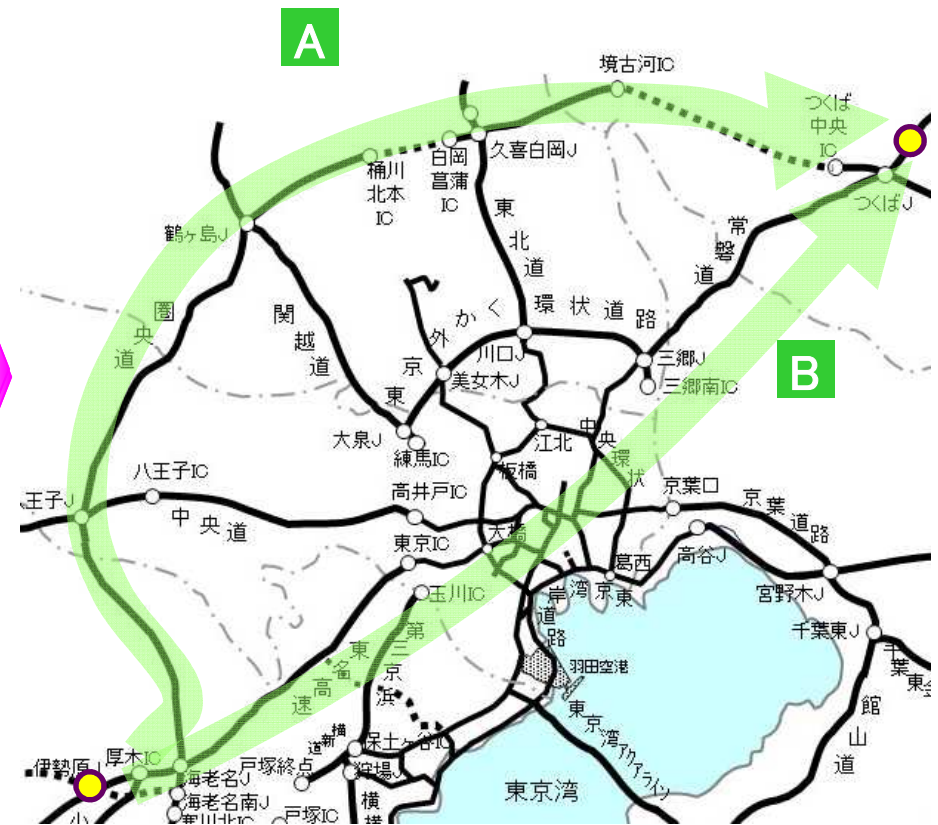 A
境古河IC
つくば
中央
IC
久喜白岡J
白岡
菖蒲
IC
桶川
北本
IC
つくばJ
鶴ヶ島J
東北道
常磐道
圏央道
関越道
東京外かく環状道路
川口J
三郷J
三郷南IC
B
美女木J
大泉J
練馬IC
江北
中央環状
板橋
八王子IC
高井戸IC
京葉口
京葉道路
王子J
中央道
大橋
東京IC
葛西
高谷J
玉川IC
東京湾岸道路
宮野木J
千葉東J
第三京浜
東名高速
羽田空港
千葉東金
館山道
東京湾アクアライン
横新道
保土ヶ谷IC
伊勢原J
厚木IC
海老名J
戸塚終点
狩場J
海老名南J
寒川北IC
戸塚IC
東京湾
小
横横